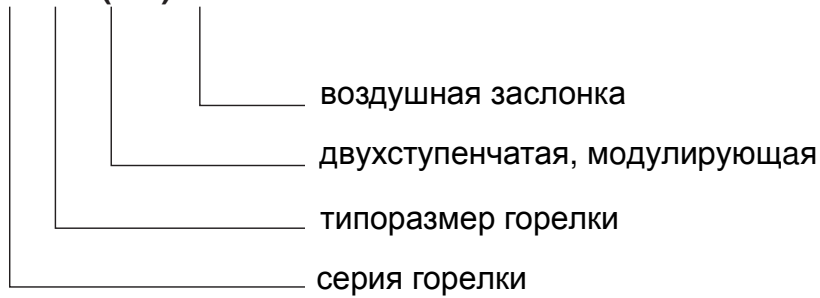 воздушная заслонка
двухступенчатая, модулирующая
типоразмер горелки
серия горелки